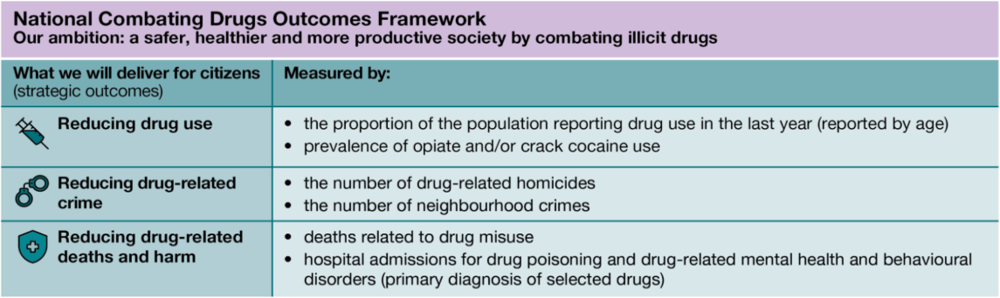 National Combating Drugs Outcomes Framework
Our ambition: a safer, healthier and more productive society by combating illicit drugs
What we will deliver for citizens
(strategic outcomes)
Measured by:
Reducing drug use
• the proportion of the population reporting drug use in the last year (reported by age)
• prevalence of opiate and/or crack cocaine use
Reducing drug-related
crime
• the number of drug-related homicides
• the number of neighbourhood crimes
Reducing drug-related
deaths and harm
• deaths related to drug misuse
• hospital admissions for drug poisoning and drug-related mental health and behavioural
disorders (primary diagnosis of selected drugs)